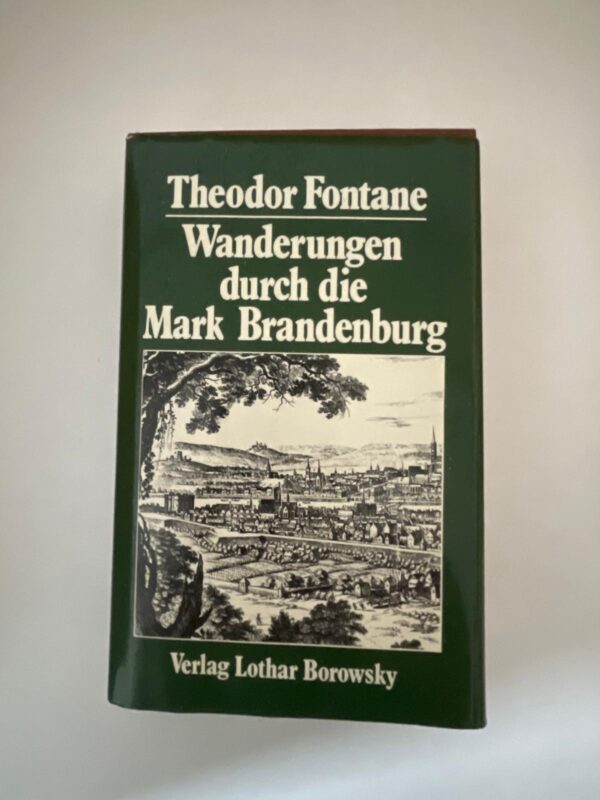 Theodor Fontane
Wanderungen
durch die
Mark Brandenburg
Verlag Lothar Borowsky